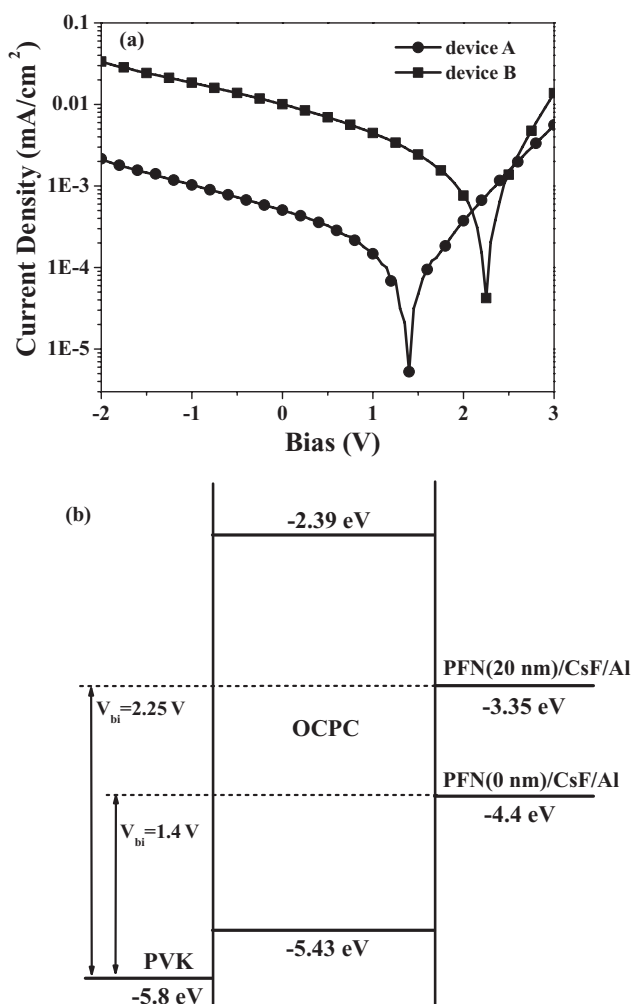 (a)
device A
device B
Current Density (mA/cm²)
0.1
0.01
1E-3
1E-4
1E-5
-2
-1
0
1
2
3
Bias (V)
(b)
-2.39 eV
PFN(20 nm)/CsF/Al
-3.35 eV
V_bi=2.25 V
OCPC
PFN(0 nm)/CsF/Al
-4.4 eV
V_bi=1.4 V
-5.43 eV
PVK
-5.8 eV